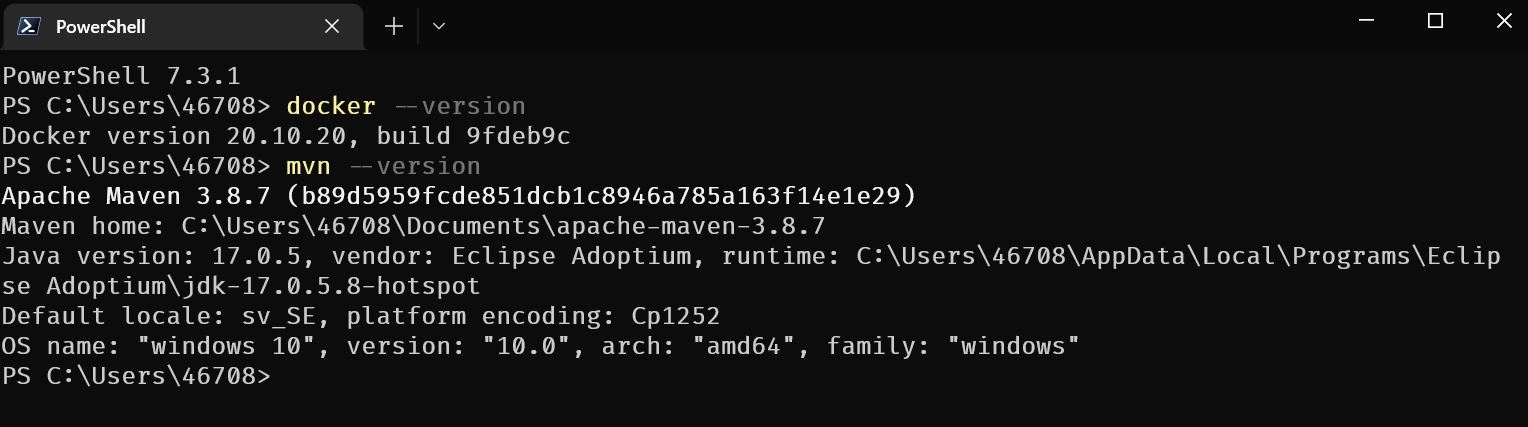 PowerShell
PowerShell 7.3.1
PS C:\Users\46708> docker --version
Docker version 20.10.20, build 9fdeb9c
PS C:\Users\46708> mvn --version
Apache Maven 3.8.7 (b89d5959fcde851dcb1c8946a785a163f14e1e29)
Maven home: C:\Users\46708\Documents\apache-maven-3.8.7
Java version: 17.0.5, vendor: Eclipse Adoptium, runtime: C:\Users\46708\AppData\Local\Programs\Eclip
se Adoptium\jdk-17.0.5.8-hotspot
Default locale: sv_SE, platform encoding: Cp1252
OS name: "windows 10", version: "10.0", arch: "amd64", family: "windows"
PS C:\Users\46708>